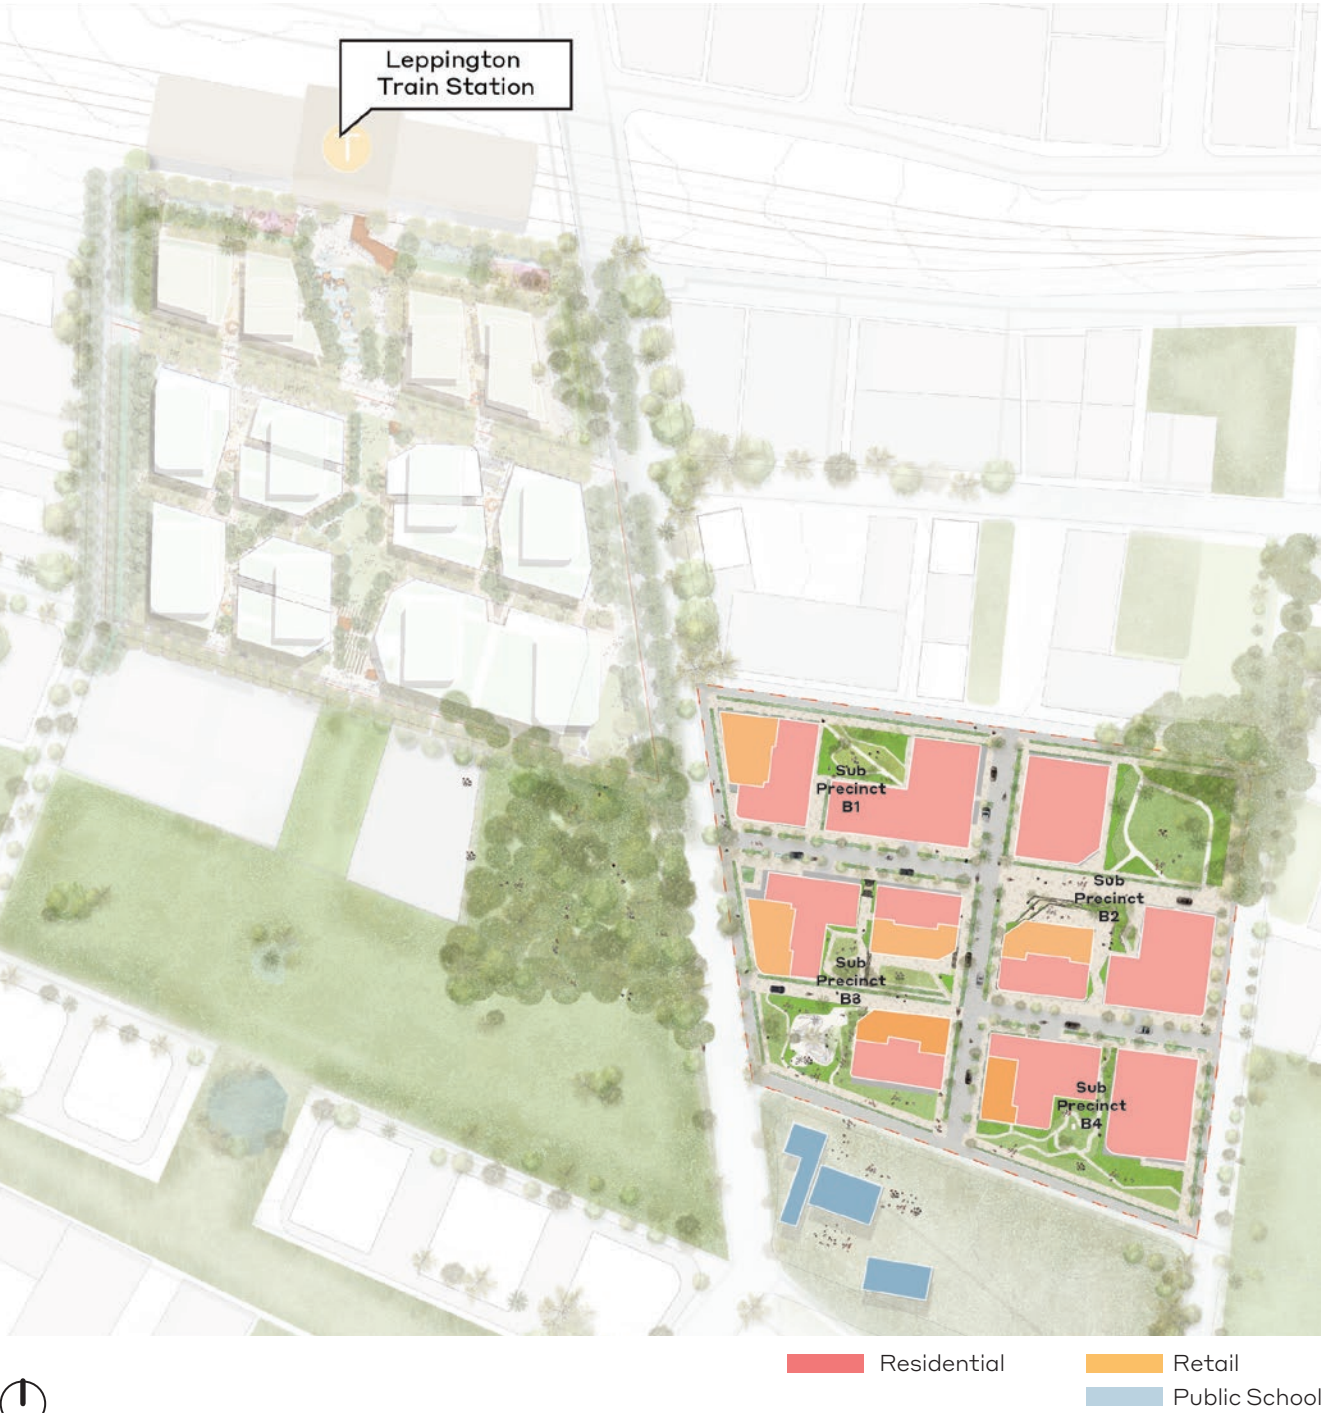 Leppington
Train Station
T
Sub
Precinct
B1
Sub
Precinct
B2
Sub
Precinct
B3
Sub
Precinct
B4
Residential
Retail
Public School